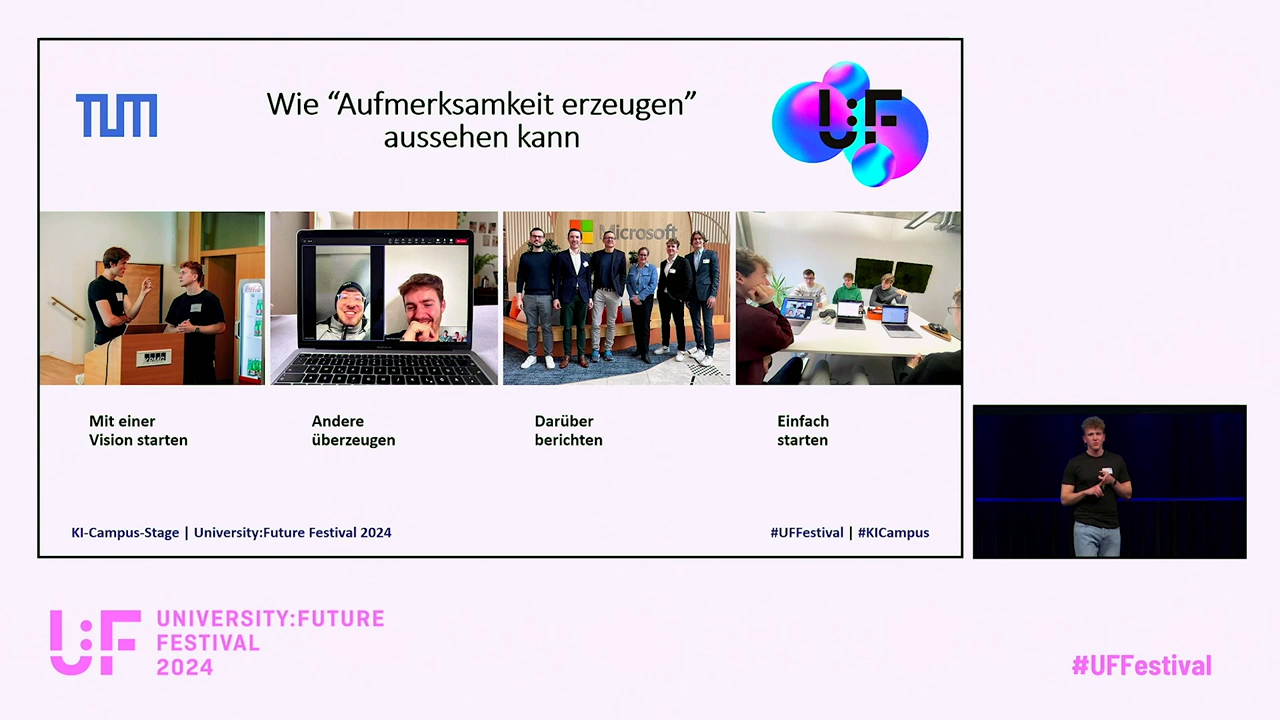 TUM
Wie “Aufmerksamkeit erzeugen”
aussehen kann
U:F
Microsoft
Mit einer
Vision starten
Andere
überzeugen
Darüber
berichten
Einfach
starten
KI-Campus-Stage | University:Future Festival 2024
#UFFestival | #KICampus
U:F
UNIVERSITY:FUTURE
FESTIVAL
2024
#UFFestival